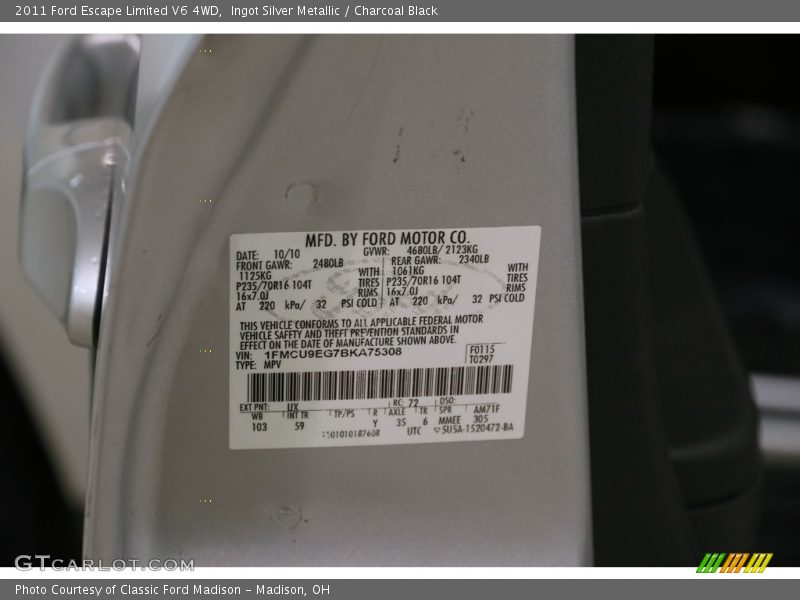 2011 Ford Escape Limited V6 4WD, Ingot Silver Metallic / Charcoal Black
MFD. BY FORD MOTOR CO.
DATE: 10/10 GVWR: 4680LB/ 2123KG
FRONT GAWR: 2480LB REAR GAWR: 2340LB
1125KG WITH 1061KG WITH
P235/70R16 104T TIRES P235/70R16 104T TIRES
16x7.0J RIMS 16x7.0J RIMS
AT 220 kPa/ 32 PSI COLD AT 220 kPa/ 32 PSI COLD
THIS VEHICLE CONFORMS TO ALL APPLICABLE FEDERAL MOTOR
VEHICLE SAFETY AND THEFT PREVENTION STANDARDS IN
EFFECT ON THE DATE OF MANUFACTURE SHOWN ABOVE.
VIN: 1FMCU9EG7BKA75308 F0115
TYPE: MPV T0297
EXT PNT: UX RC: 72 DSO:
WB INT TR TP/PS R AXLE TR SPR AM71F
103 59 Y 35 6 MMEE 305
UTC 5U5A-1520472-BA
GTCARLOT.COM
Photo Courtesy of Classic Ford Madison - Madison, OH